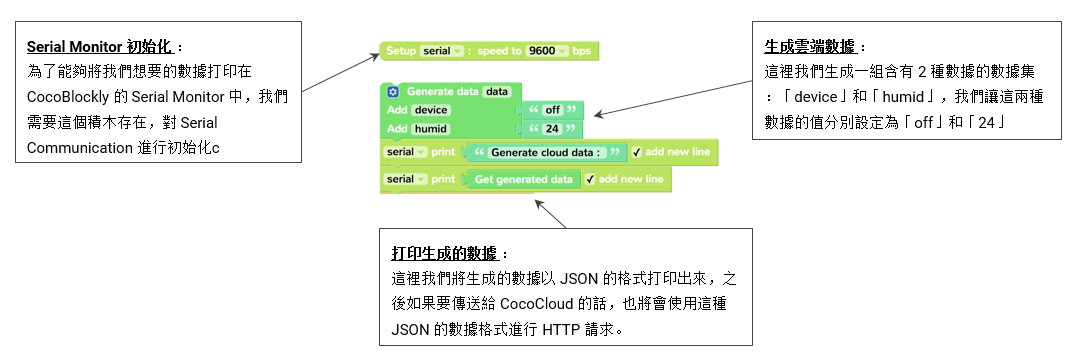 Serial Monitor 初始化：
為了能夠將我們想要的數據打印在
CocoBlockly 的 Serial Monitor 中，我們
需要這個積木存在，對 Serial
Communication 進行初始化c
Setup serial : speed to 9600 bps
Generate data data
Add device “ off ”
Add humid “ 24 ”
serial print “ Generate cloud data : ” ✓ add new line
serial print Get generated data ✓ add new line
生成雲端數據：
這裡我們生成一組含有 2 種數據的數據集
：「device」和「humid」，我們讓這兩種
數據的值分別設定為「off」和「24」
打印生成的數據：
這裡我們將生成的數據以 JSON 的格式打印出來，之
後如果要傳送給 CocoCloud 的話，也將會使用這種
JSON 的數據格式進行 HTTP 請求。